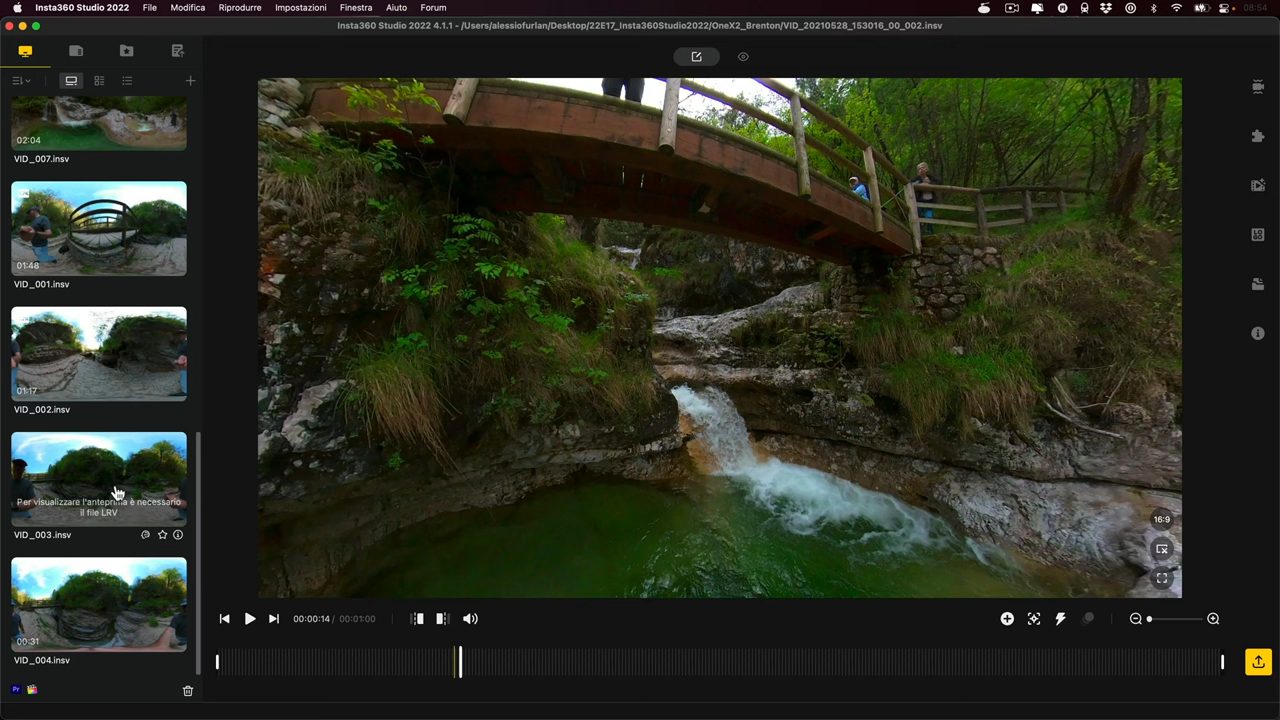 Insta360 Studio 2022 File Modifica Riprodurre Impostazioni Finestra Aiuto Forum
08:54
Insta360 Studio 2022 4.1.1 - /Users/alessiofurlan/Desktop/22E17_Insta360Studio2022/OneX2_Brenton/VID_20210528_153016_00_002.insv
02:04
VID_007.insv
01:48
VID_001.insv
01:17
VID_002.insv
Per visualizzare l'anteprima è necessario
il file LRV
VID_003.insv
00:31
VID_004.insv
Pr
16:9
00:00:14 / 00:01:00